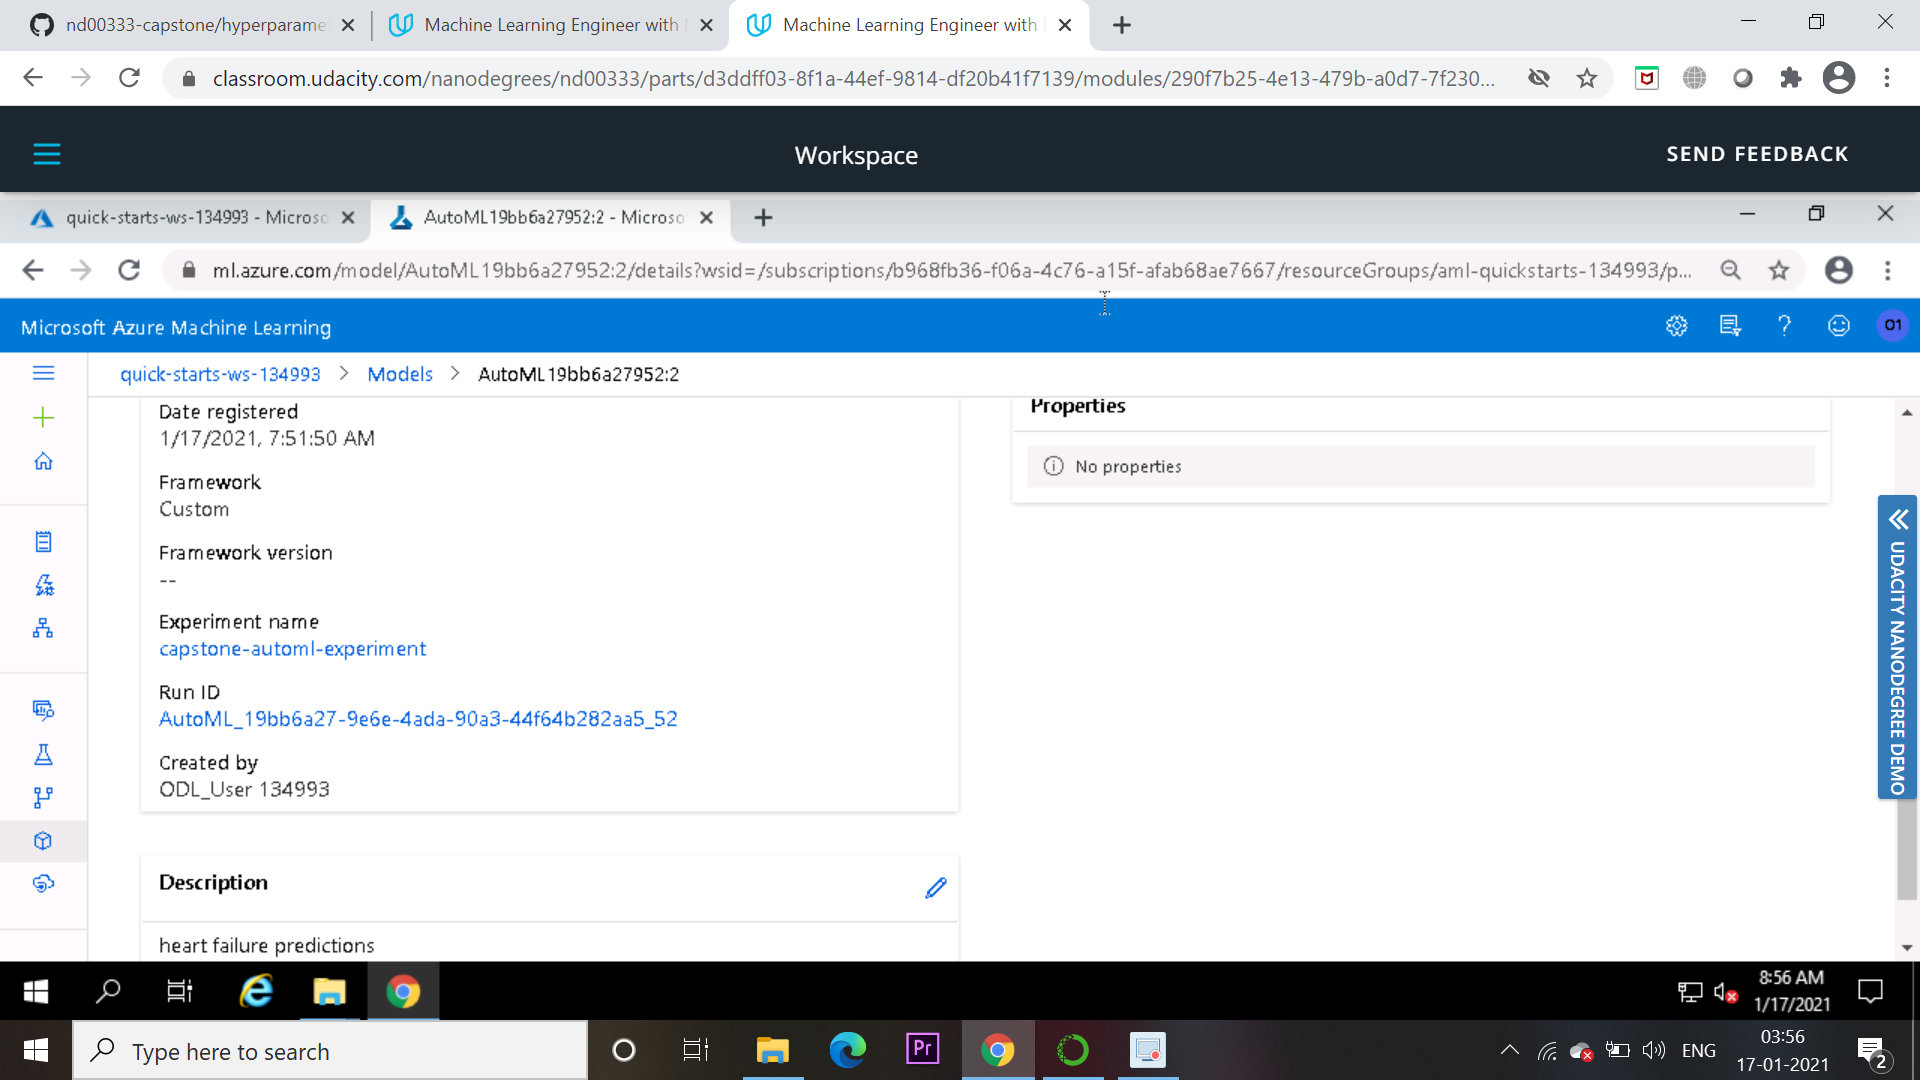 nd00333-capstone/hyperparame
Machine Learning Engineer with
Machine Learning Engineer with
classroom.udacity.com/nanodegrees/nd00333/parts/d3ddff03-8f1a-44ef-9814-df20b41f7139/modules/290f7b25-4e13-479b-a0d7-7f230...
Workspace
SEND FEEDBACK
quick-starts-ws-134993 - Microso
AutoML19bb6a27952:2 - Microso
ml.azure.com/model/AutoML19bb6a27952:2/details?wsid=/subscriptions/b968fb36-f06a-4c76-a15f-afab68ae7667/resourceGroups/aml-quickstarts-134993/p...
Microsoft Azure Machine Learning
01
quick-starts-ws-134993 > Models > AutoML19bb6a27952:2
Date registered
1/17/2021, 7:51:50 AM
Framework
Custom
Framework version
--
Experiment name
capstone-automl-experiment
Run ID
AutoML_19bb6a27-9e6e-4ada-90a3-44f64b282aa5_52
Created by
ODL_User 134993
Properties
No properties
UDACITY NANODEGREE DEMO
Description
heart failure predictions
8:56 AM
1/17/2021
Type here to search
Pr
ENG
03:56
17-01-2021
2